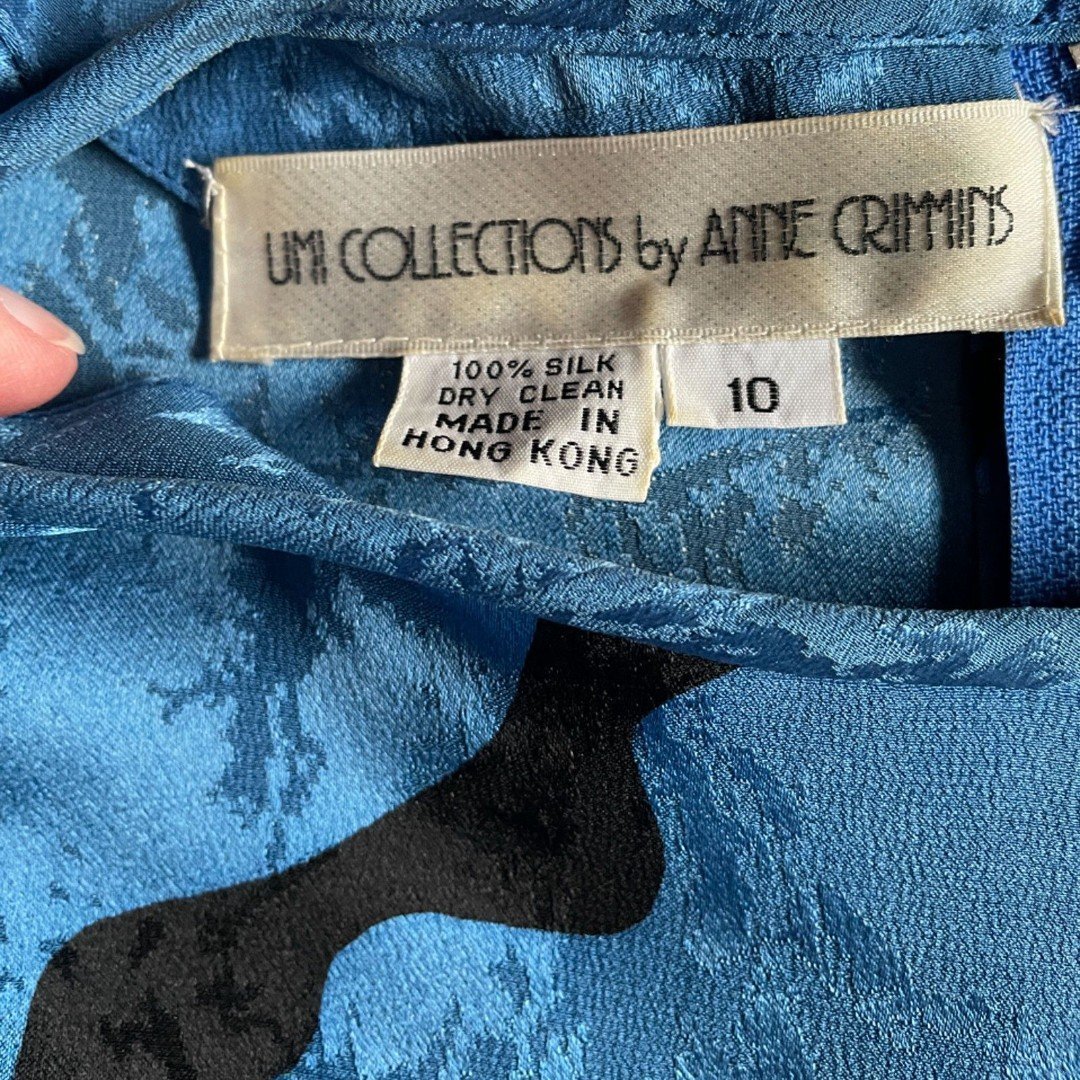 UMI COLLECTIONS by ANNE CRIMMINS
100% SILK
DRY CLEAN
MADE IN
HONG KONG
10